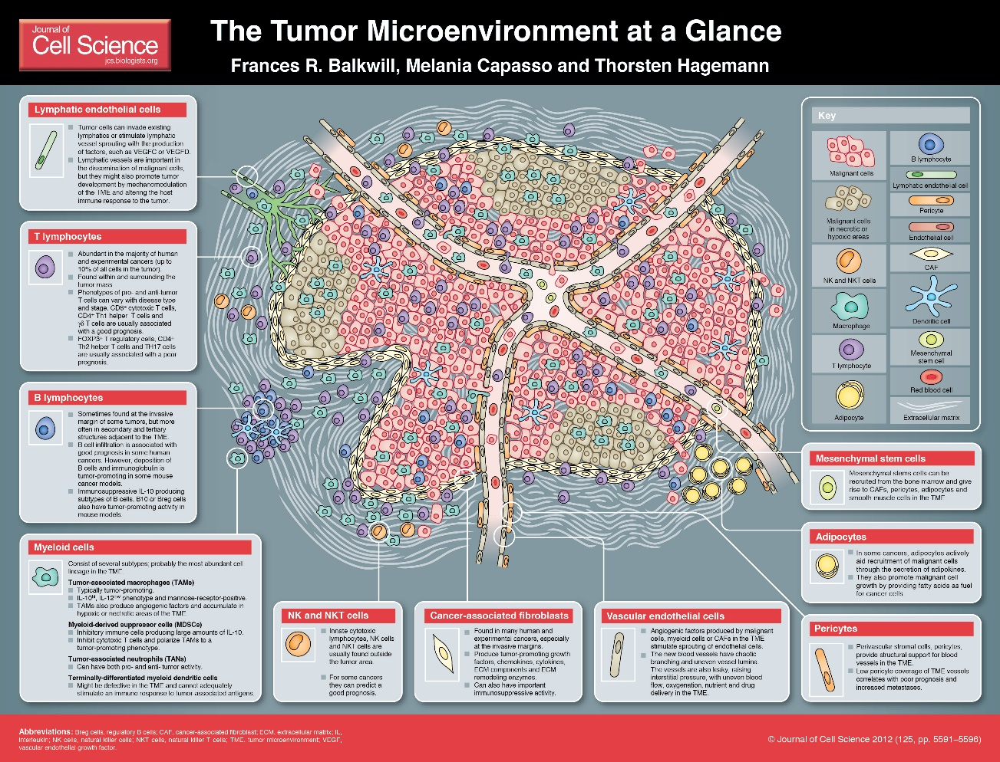 Journal of
Cell Science
jcs.biologists.org
The Tumor Microenvironment at a Glance
Frances R. Balkwill, Melania Capasso and Thorsten Hagemann
Lymphatic endothelial cells
Tumor cells can invade existing
lymphatics or stimulate lymphatic
vessel sprouting with the production
of factors, such as VEGFC or VEGFD.
Lymphatic vessels are important in
the dissemination of malignant cells,
but they might also promote tumor
development by mechanomodulation
of the TME and altering the host
immune response to the tumor.
T lymphocytes
Abundant in the majority of human
and experimental cancers (up to
10% of all cells in the tumor).
Found within and surrounding the
tumor mass
Phenotypes of pro- and anti-tumor
T cells can vary with disease type
and stage. CD8+ cytotoxic T cells,
CD4+ Th1 helper T cells and
γδ T cells are usually associated
with a good prognosis.
FOXP3+ T regulatory cells, CD4+
Th2 helper T cells and TH17 cells
are usually associated with a poor
prognosis.
B lymphocytes
Sometimes found at the invasive
margin of some tumors, but more
often in secondary and tertiary
structures adjacent to the TME.
B cell infiltration is associated with
good prognosis in some human
cancers. However, deposition of
B cells and immunoglobulin is
tumor-promoting in some mouse
cancer models.
Immunosuppressive IL-10 producing
subtypes of B cells, B10 or Breg cells
also have tumor-promoting activity in
mouse models.
Myeloid cells
Consist of several subtypes; probably the most abundant cell
lineage in the TME.
Tumor-associated macrophages (TAMs)
Typically tumor-promoting.
IL-10hi, IL-12low phenotype and mannose-receptor-positive.
TAMs also produce angiogenic factors and accumulate in
hypoxic or necrotic areas of the TME.
Myeloid-derived suppressor cells (MDSCs)
Inhibitory immune cells producing large amounts of IL-10.
Inhibit cytotoxic T cells and polarize TAMs to a
tumor-promoting phenotype.
Tumor-associated neutrophils (TANs)
Can have both pro- and anti- tumor activity.
Terminally-differentiated myeloid dendritic cells
Might be defective in the TME and cannot adequately
stimulate an immune response to tumor-associated antigens.
NK and NKT cells
Innate cytotoxic
lymphocytes, NK cells
and NKT cells are
usually found outside
the tumor area.
For some cancers
they can predict a
good prognosis.
Cancer-associated fibroblasts
Found in many human and
experimental cancers, especially
at the invasive margins.
Produce tumor-promoting growth
factors, chemokines, cytokines,
ECM components and ECM
remodeling enzymes.
Can also have important
immunosuppressive activity.
Vascular endothelial cells
Angiogenic factors produced by malignant
cells, myeloid cells or CAFs in the TME
stimulate sprouting of endothelial cells.
The new blood vessels have chaotic
branching and uneven vessel lumina.
The vessels are also leaky, raising
interstitial pressure, with uneven blood
flow, oxygenation, nutrient and drug
delivery in the TME.
Key
Malignant cells
Malignant cells
in necrotic or
hypoxic areas
NK and NKT cells
Macrophage
T lymphocyte
Adipocyte
B lymphocyte
Lymphatic endothelial cell
Pericyte
Endothelial cell
CAF
Dendritic cell
Mesenchymal
stem cell
Red blood cell
Extracellular matrix
Mesenchymal stem cells
Mesenchymal stems cells can be
recruited from the bone marrow and give
rise to CAFs, pericytes, adipocytes and
smooth muscle cells in the TME
Adipocytes
In some cancers, adipocytes actively
aid recruitment of malignant cells
through the secretion of adipokines.
They also promote malignant cell
growth by providing fatty acids as fuel
for cancer cells
Pericytes
Perivascular stromal cells, pericytes,
provide structural support for blood
vessels in the TME.
Low pericyte coverage of TME vessels
correlates with poor prognosis and
increased metastases.
Abbreviations: Breg cells, regulatory B cells; CAF, cancer-associated fibroblast; ECM, extracellular matrix; IL,
interleukin; NK cells, natural killer cells; NKT cells, natural killer T cells; TME, tumor microenvironment; VEGF,
vascular endothelial growth factor.
© Journal of Cell Science 2012 (125, pp. 5591–5596)